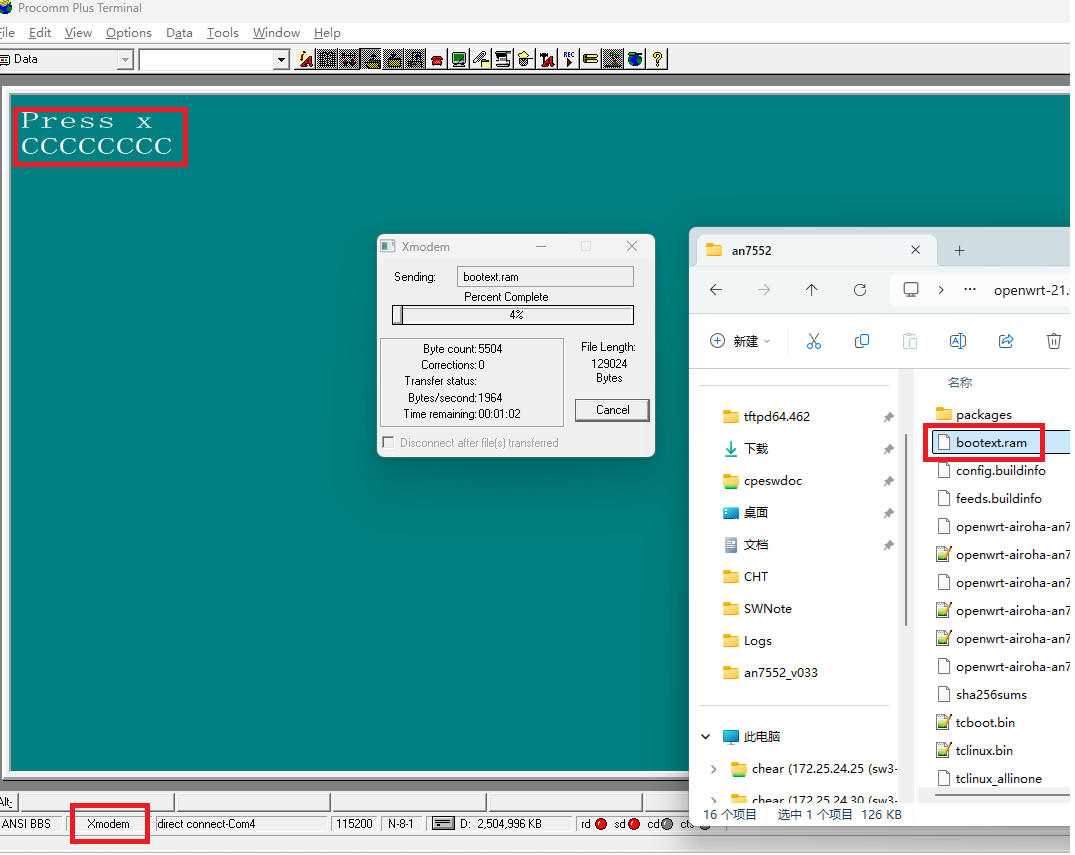 Procomm Plus Terminal
File Edit View Options Data Tools Window Help
Data
REC
Press x
CCCCCCCC
Xmodem
Sending: bootext.ram
Percent Complete
4%
Byte count: 5504
Corrections: 0
Transfer status:
Bytes/second: 1964
Time remaining: 00:01:02
File Length:
129024
Bytes
Cancel
Disconnect after file(s) transferred
an7552
openwrt-21.
新建
tftpd64.462
下载
cpeswdoc
桌面
文档
CHT
SWNote
Logs
an7552_v033
此电脑
chear (172.25.24.25 (sw3-
chear (172.25.24.30 (sw3-
名称
packages
bootext.ram
config.buildinfo
feeds.buildinfo
openwrt-airoha-an7
openwrt-airoha-an7
openwrt-airoha-an7
openwrt-airoha-an7
openwrt-airoha-an7
openwrt-airoha-an7
sha256sums
tcboot.bin
tclinux.bin
tclinux_allinone
16 个项目 选中 1 个项目 126 KB
Alt:
ANSI BBS Xmodem direct connect-Com4 115200 N-8-1 D: 2,504,996 KB rd sd cd cts